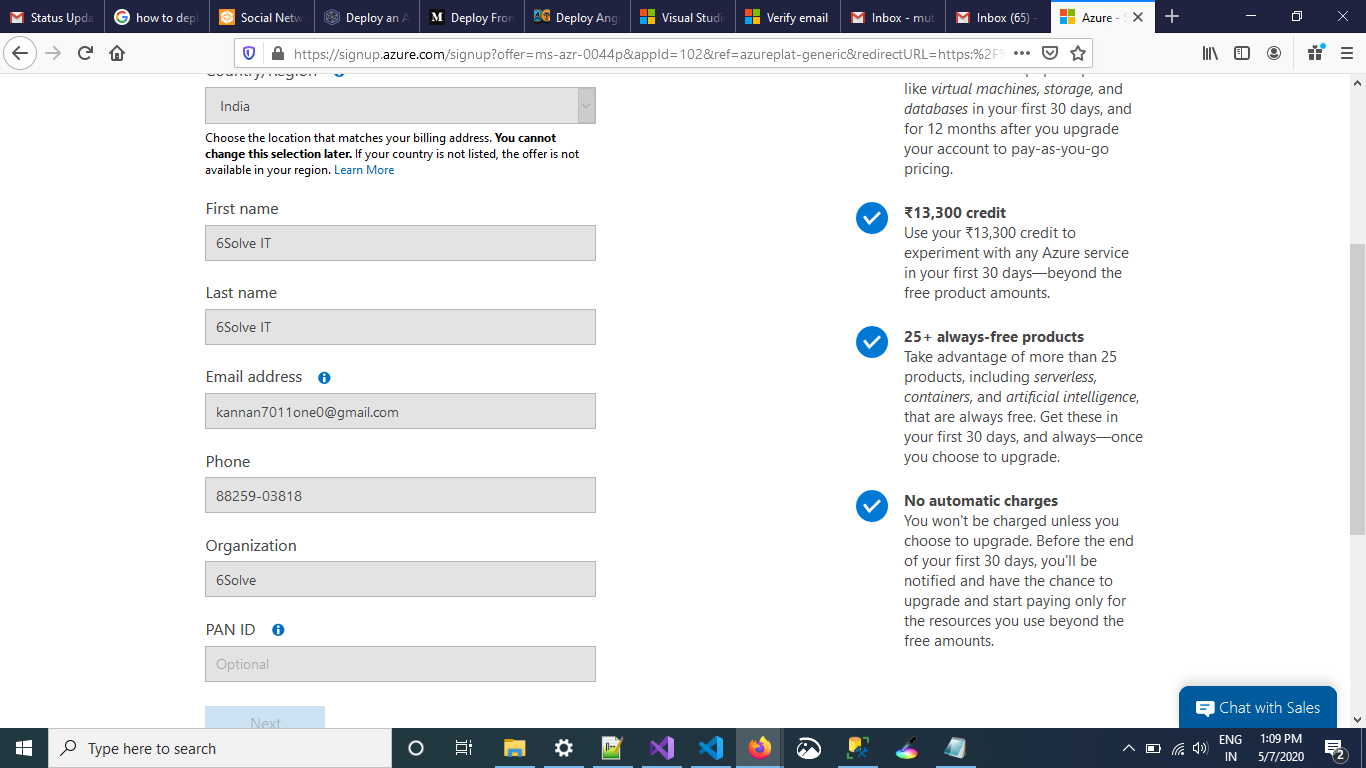 Status Upda
how to depl
Social Netw
Deploy an A
Deploy Fron
Deploy Ang
Visual Studi
Verify email
Inbox - mut
Inbox (65) -
Azure - S
https://signup.azure.com/signup?offer=ms-azr-0044p&appId=102&ref=azureplat-generic&redirectURL=https:%2F%
Country/Region
India
Choose the location that matches your billing address. You cannot
change this selection later. If your country is not listed, the offer is not
available in your region. Learn More
First name
6Solve IT
Last name
6Solve IT
Email address
kannan7011one0@gmail.com
Phone
88259-03818
Organization
6Solve
PAN ID
Optional
Next
like virtual machines, storage, and
databases in your first 30 days, and
for 12 months after you upgrade
your account to pay-as-you-go
pricing.
₹13,300 credit
Use your ₹13,300 credit to
experiment with any Azure service
in your first 30 days—beyond the
free product amounts.
25+ always-free products
Take advantage of more than 25
products, including serverless,
containers, and artificial intelligence,
that are always free. Get these in
your first 30 days, and always—once
you choose to upgrade.
No automatic charges
You won't be charged unless you
choose to upgrade. Before the end
of your first 30 days, you'll be
notified and have the chance to
upgrade and start paying only for
the resources you use beyond the
free amounts.
Chat with Sales
Type here to search
ENG
IN
1:09 PM
5/7/2020
2